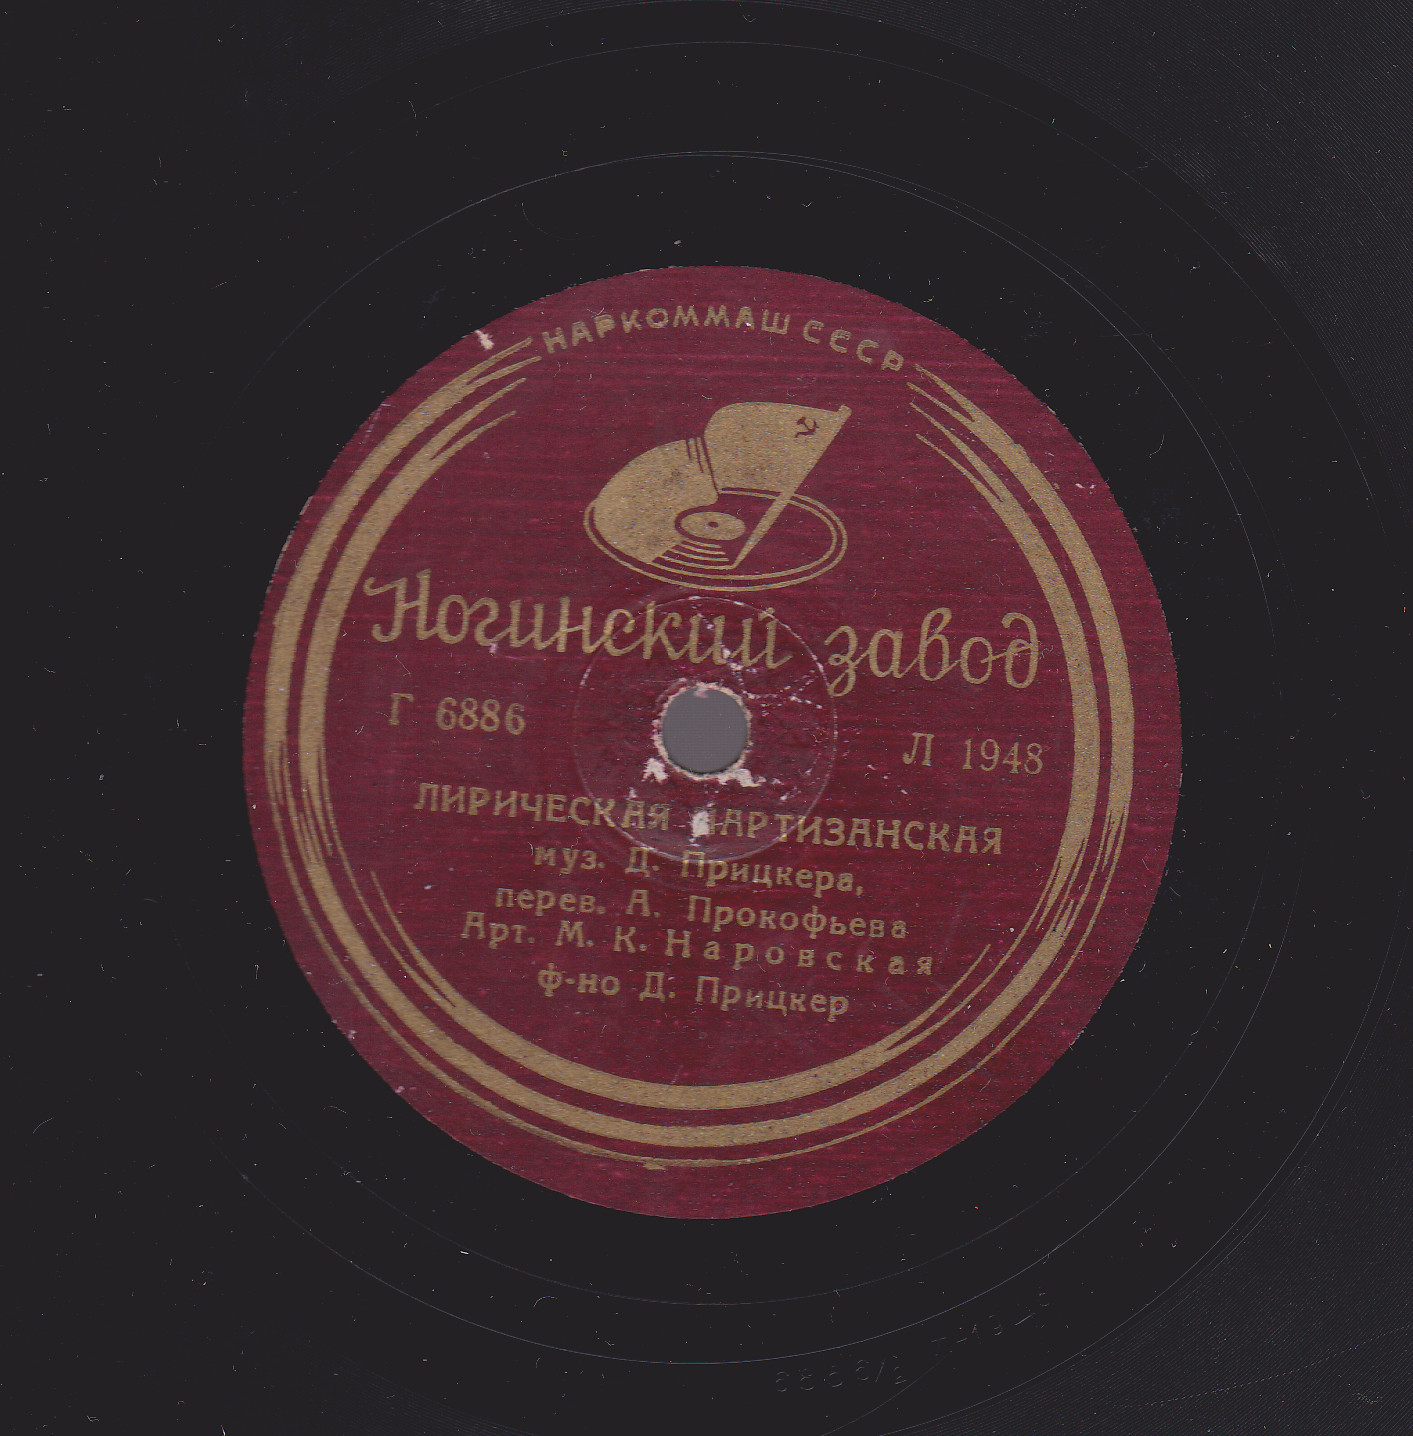 НАРКОММАШ СССР
Ногинский завод
Г 6886
Л 1948
ЛИРИЧЕСКАЯ ПАРТИЗАНСКАЯ
муз. Д. Прицкера,
перев. А. Прокофьева
Арт. М. К. Наровская
ф-но Д. Прицкер